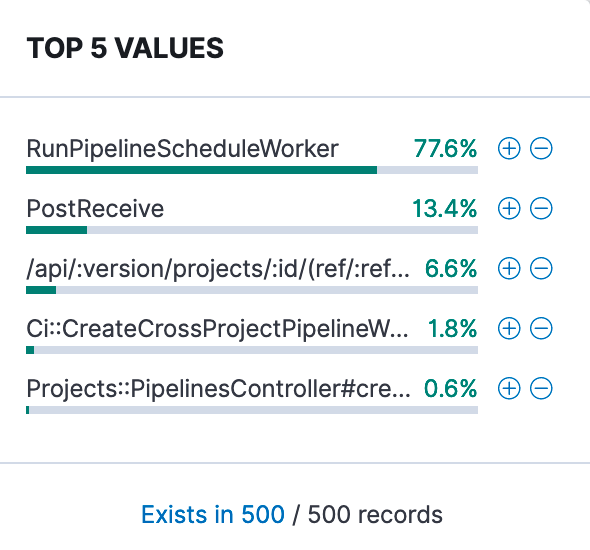 TOP 5 VALUES
RunPipelineScheduleWorker 77.6%
PostReceive 13.4%
/api/:version/projects/:id/(ref/:ref... 6.6%
Ci::CreateCrossProjectPipelineW... 1.8%
Projects::PipelinesController#cre... 0.6%
Exists in 500 / 500 records